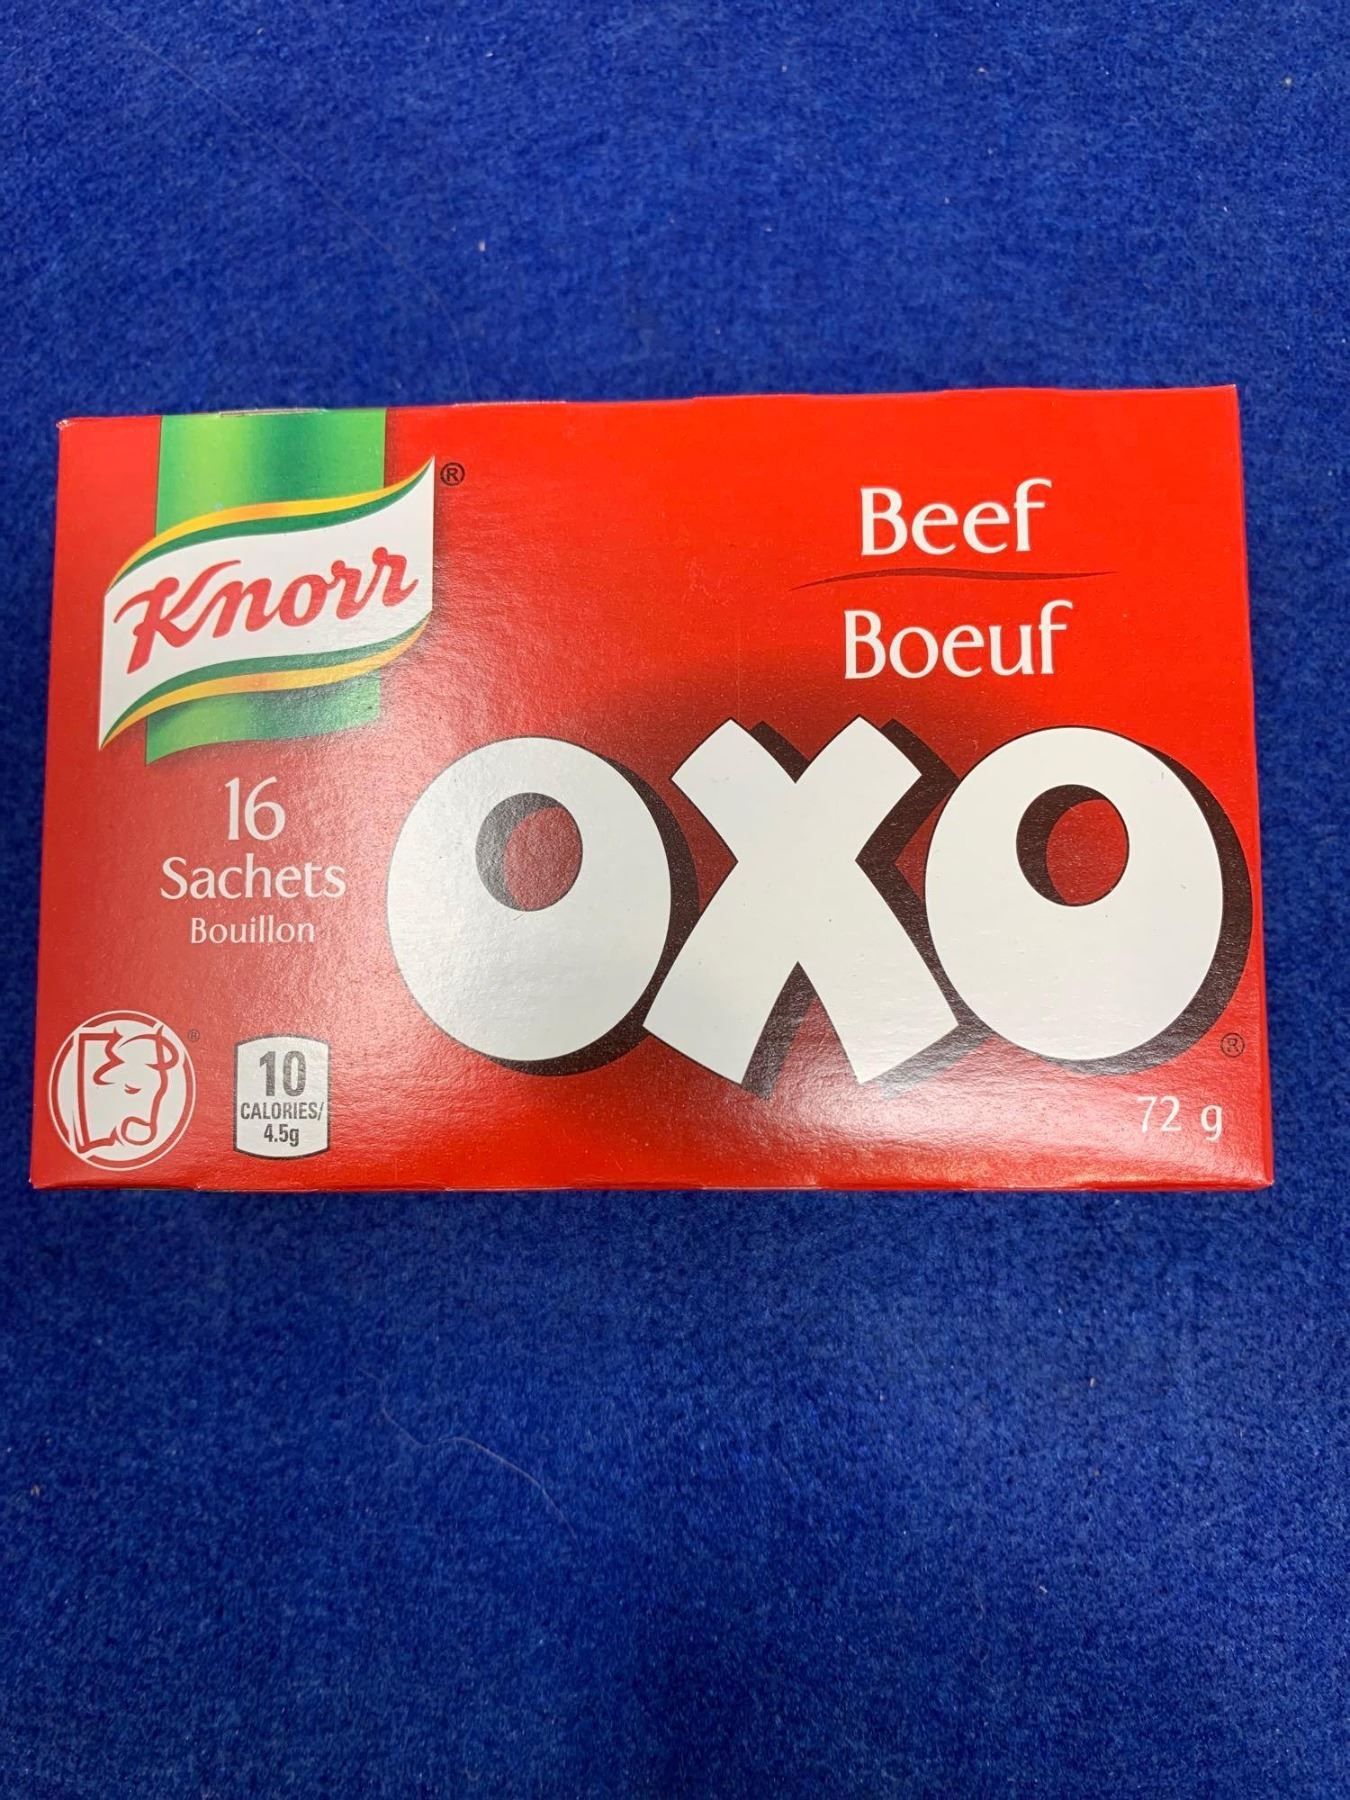 Knorr ®
Beef
Boeuf
OXO ®
16
Sachets
Bouillon
®
10
CALORIES/
4.5g
72 g